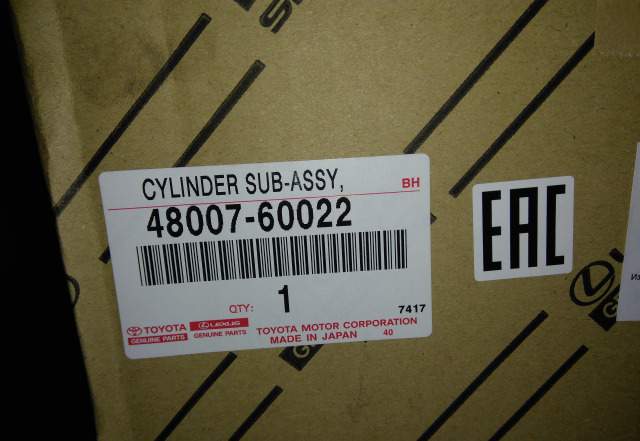 CYLINDER SUB-ASSY,
BH
48007-60022
QTY: 1
7417
TOYOTA
GENUINE PARTS
LEXUS
GENUINE PARTS
TOYOTA MOTOR CORPORATION
MADE IN JAPAN 40
EAC
Из